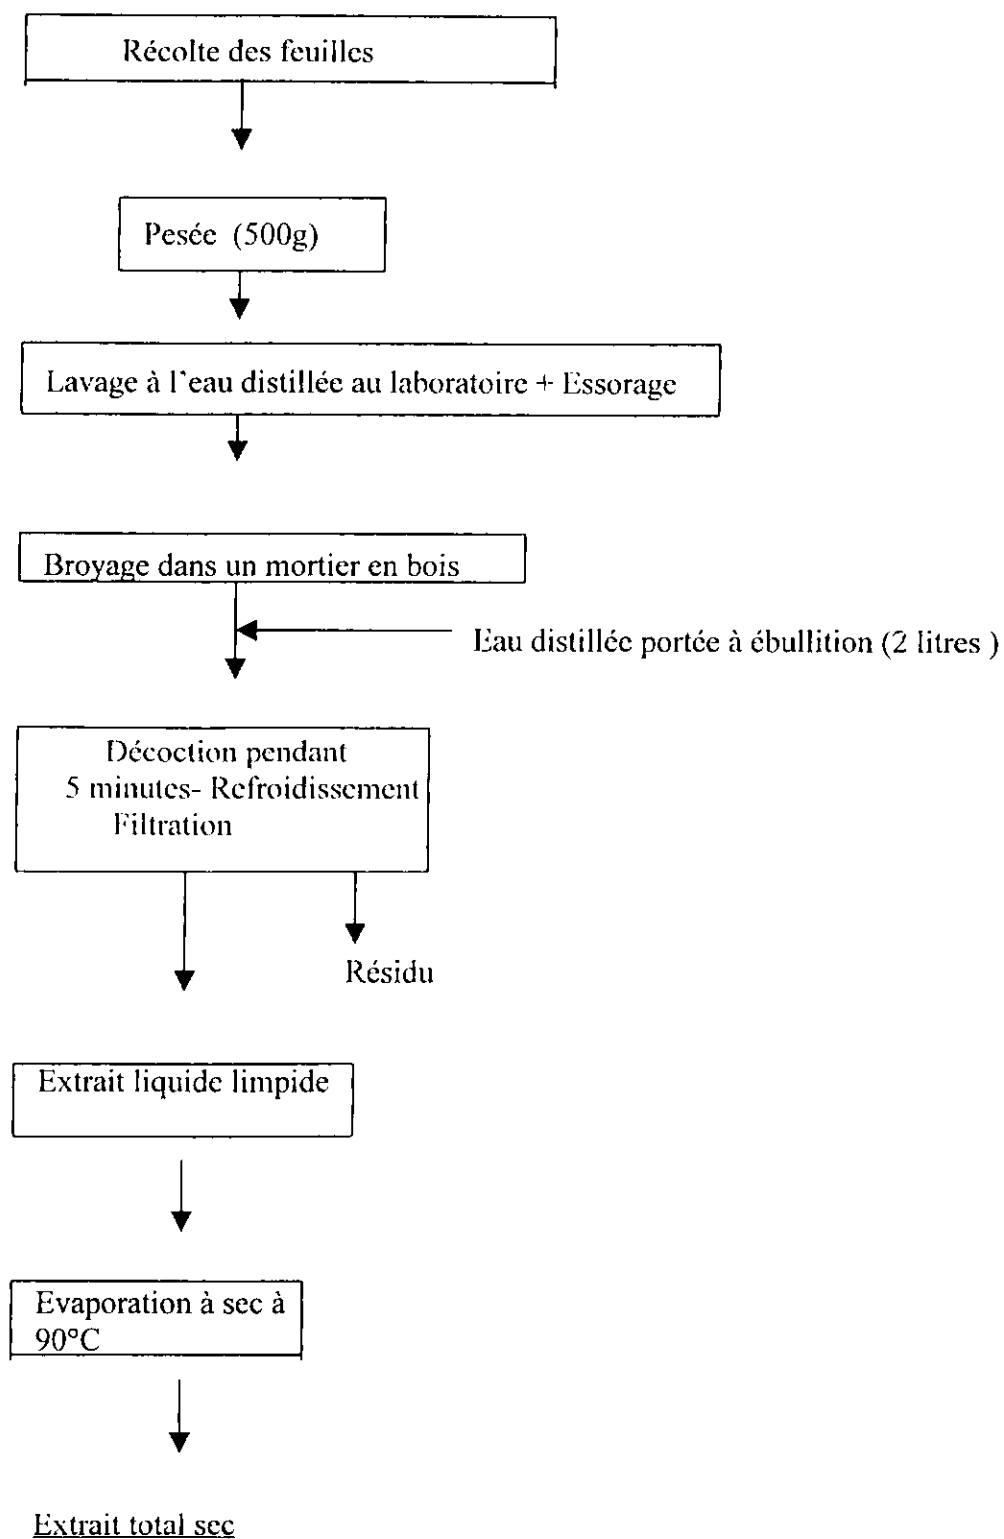 Récolte des feuilles
Pesée (500g)
Lavage à l'eau distillée au laboratoire + Essorage
Broyage dans un mortier en bois
Eau distillée portée à ébullition (2 litres )
Décoction pendant
5 minutes- Refroidissement
Filtration
Résidu
Extrait liquide limpide
Evaporation à sec à
90°C
Extrait total sec